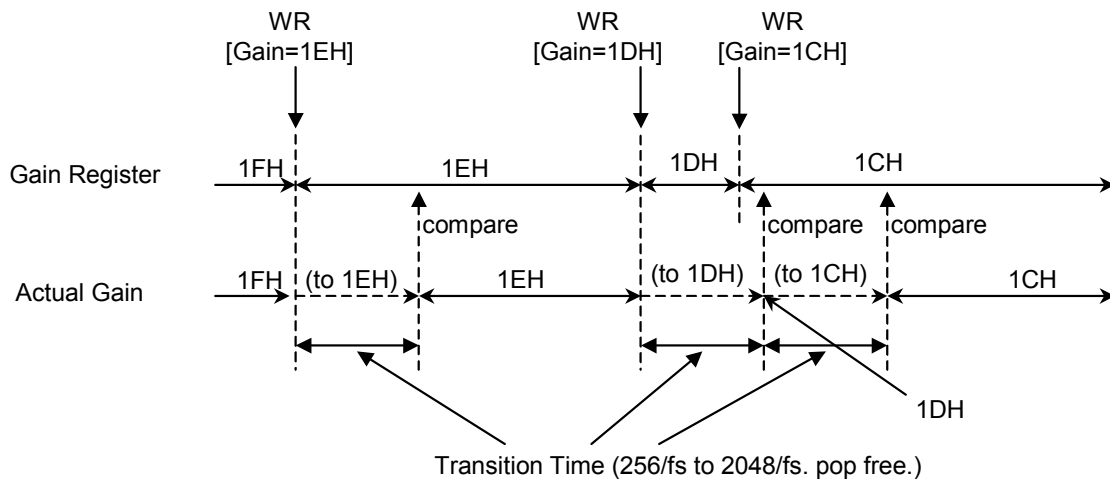 WR
[Gain=1EH]
WR
[Gain=1DH]
WR
[Gain=1CH]
Gain Register
1FH
1EH
1DH
1CH
compare
compare
compare
Actual Gain
1FH
(to 1EH)
1EH
(to 1DH)
(to 1CH)
1CH
1DH
Transition Time (256/fs to 2048/fs. pop free.)